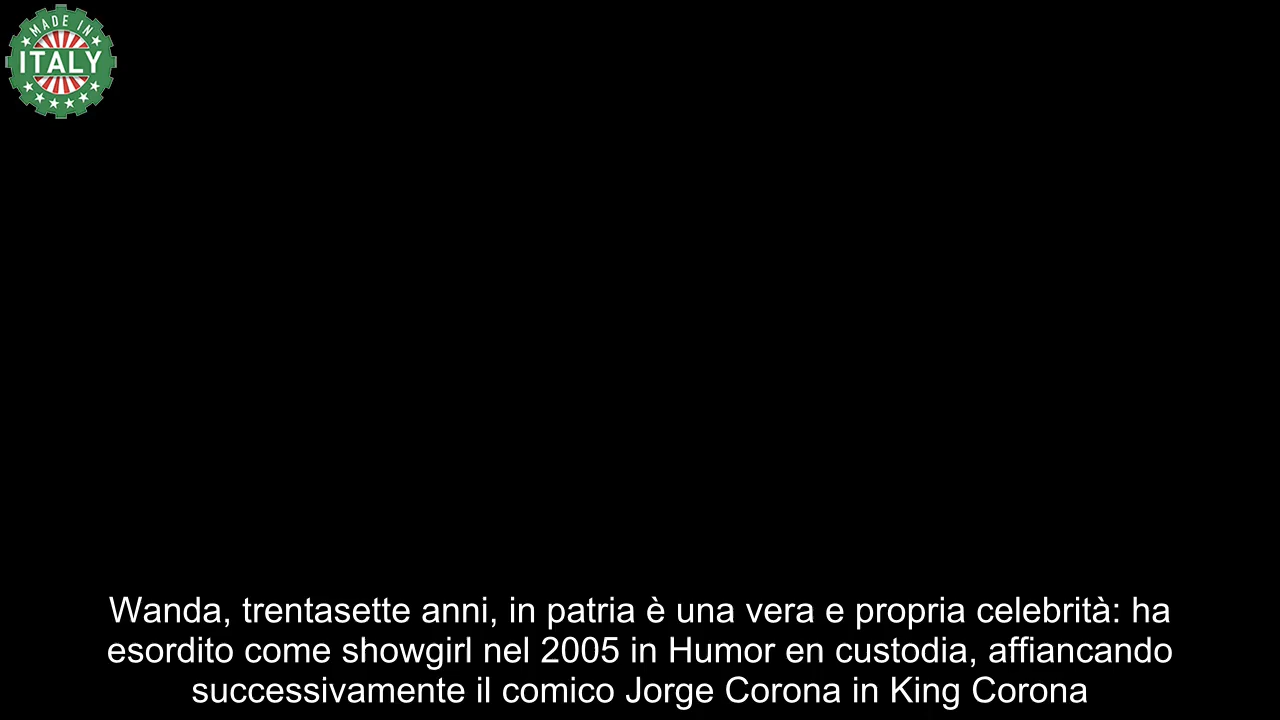 MADE IN
ITALY
Wanda, trentasette anni, in patria è una vera e propria celebrità: ha
esordito come showgirl nel 2005 in Humor en custodia, affiancando
successivamente il comico Jorge Corona in King Corona